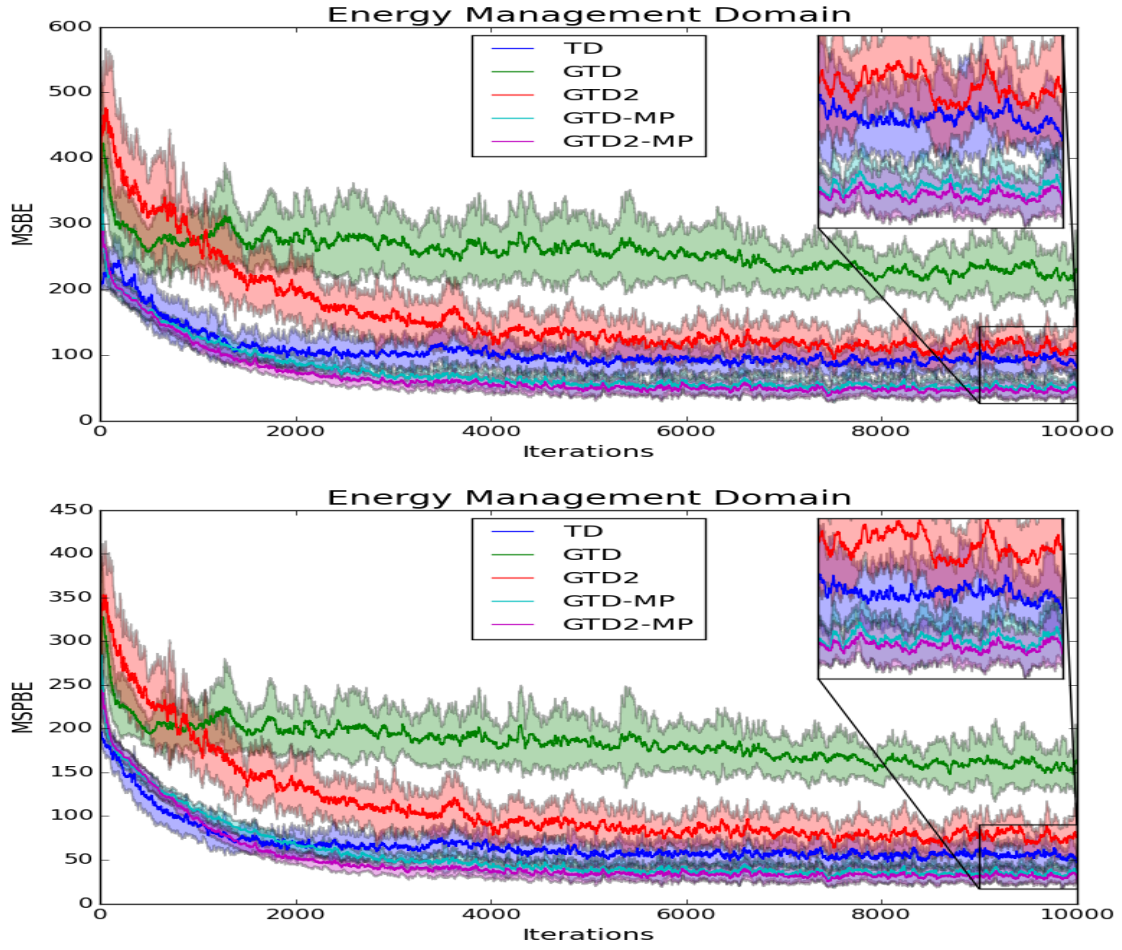 Energy Management Domain
600
500
400
300
200
100
0
MSBE
TD
GTD
GTD2
GTD-MP
GTD2-MP
0 2000 4000 6000 8000 10000
Iterations
Energy Management Domain
450
400
350
300
250
200
150
100
50
0
MSPBE
TD
GTD
GTD2
GTD-MP
GTD2-MP
0 2000 4000 6000 8000 10000
Iterations